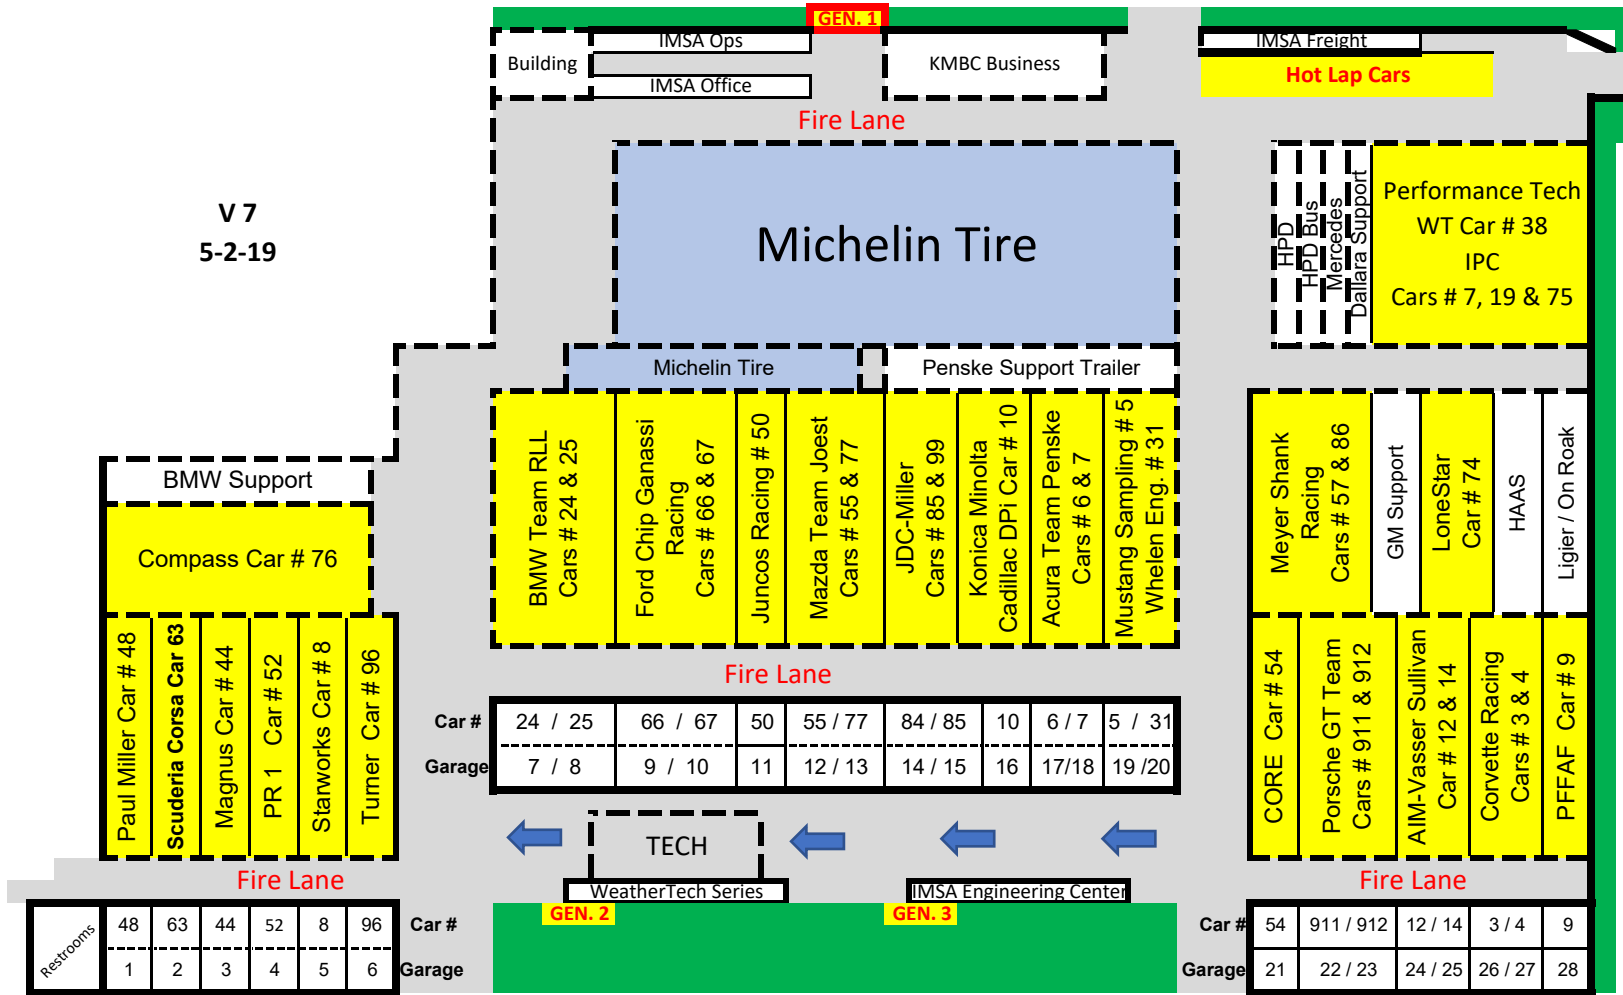 GEN. 1
IMSA Ops
IMSA Freight
Building
KMBC Business
IMSA Office
Hot Lap Cars
Fire Lane
V 7
5-2-19
Michelin Tire
HPD
HPD Bus
Mercedes
Dallara Support
Performance Tech
WT Car # 38
IPC
Cars # 7, 19 & 75
Michelin Tire
Penske Support Trailer
BMW Team RLL
Cars # 24 & 25
Ford Chip Ganassi
Racing
Cars # 66 & 67
Juncos Racing # 50
Mazda Team Joest
Cars # 55 & 77
JDC-Miller
Cars # 85 & 99
Konica Minolta
Cadillac DPi Car # 10
Acura Team Penske
Cars # 6 & 7
Mustang Sampling # 5
Whelen Eng. # 31
Meyer Shank
Racing
Cars # 57 & 86
GM Support
LoneStar
Car # 74
HAAS
Ligier / On Roak
BMW Support
Compass Car # 76
Paul Miller Car # 48
Scuderia Corsa Car 63
Magnus Car # 44
PR 1 Car # 52
Starworks Car # 8
Turner Car # 96
Fire Lane
CORE Car # 54
Porsche GT Team
Cars # 911 & 912
AIM-Vasser Sullivan
Car # 12 & 14
Corvette Racing
Cars # 3 & 4
PFFAF Car # 9
Car # 24 / 25 66 / 67 50 55 / 77 84 / 85 10 6 / 7 5 / 31
Garage 7 / 8 9 / 10 11 12 / 13 14 / 15 16 17/18 19 /20
TECH
WeatherTech Series
IMSA Engineering Center
GEN. 2
GEN. 3
Fire Lane
Restrooms
48 63 44 52 8 96 Car #
1 2 3 4 5 6 Garage
Fire Lane
Car # 54 911 / 912 12 / 14 3 / 4 9
Garage 21 22 / 23 24 / 25 26 / 27 28